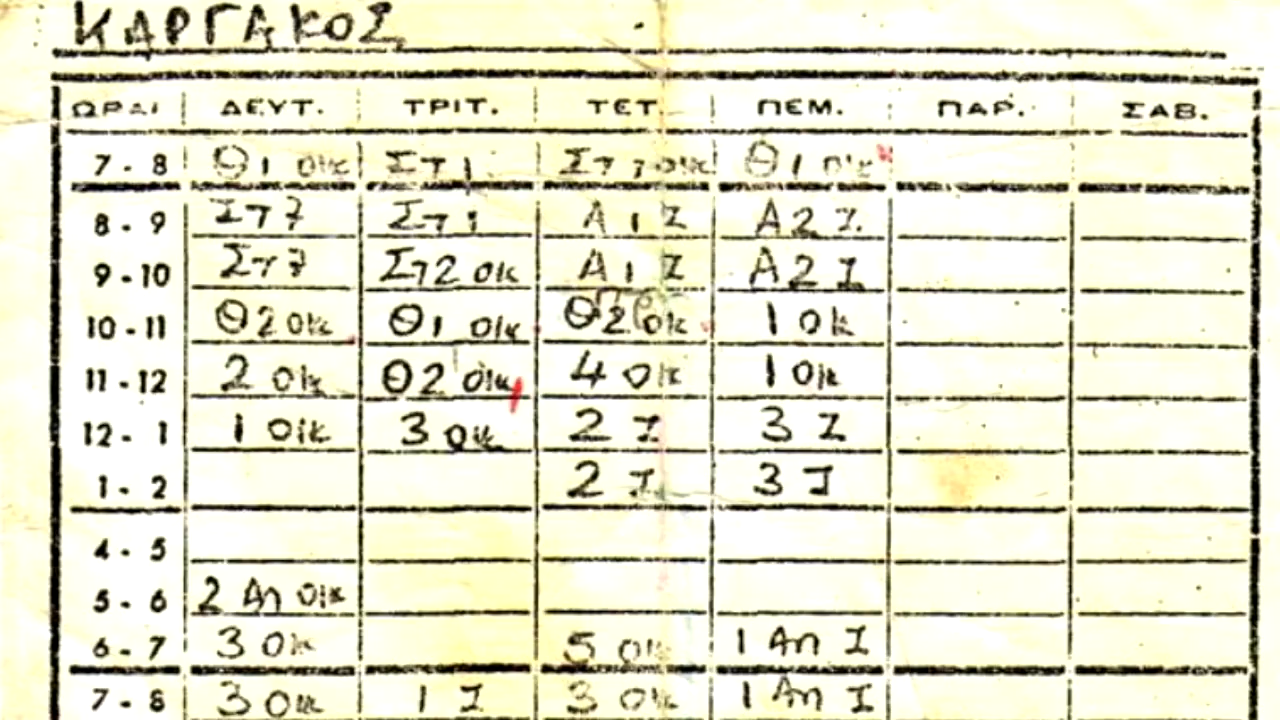 ΚΑΡΓΑΚΟΣ
ΩΡΑΙ ΔΕΥΤ. ΤΡΙΤ. ΤΕΤ. ΠΕΜ. ΠΑΡ. ΣΑΒ.
7 - 8 Θ1 Οικ ΣΤ1 ΣΤ Οικ Θ1 Οικ
8 - 9 ΣΤ7 ΣΤ1 Α1 Ι Α2 Ι
9 - 10 ΣΤ7 ΣΤ2 Οικ Α1 Ι Α2 Ι
10 - 11 Θ2 Οικ Θ1 Οικ Θ2 Οικ 1 Οκ
11 - 12 2 Οικ Θ2 Οικ 4 Οικ 1 Οικ
12 - 1 1 Οικ 3 Οικ 2 Ι 3 Ι
1 - 2 2 Ι 3 Ι
4 - 5
5 - 6 2 Απ Οικ
6 - 7 3 Οικ 5 Οικ 1 Απ Ι
7 - 8 3 Οικ 1 Ι 3 Οικ 1 Απ Ι